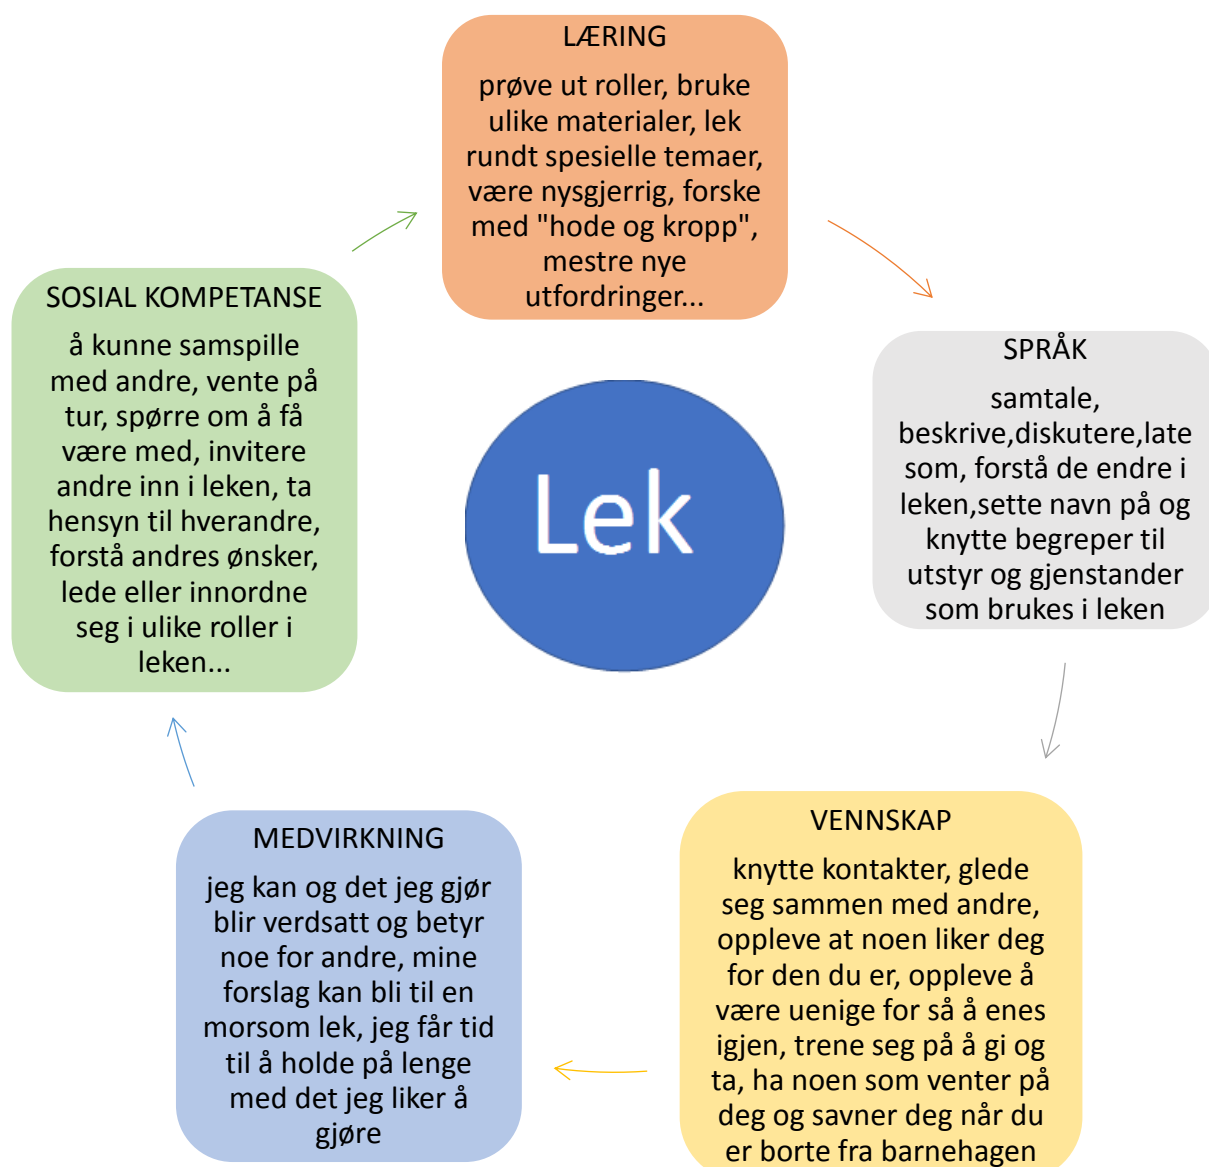 LÆRING
prøve ut roller, bruke
ulike materialer, lek
rundt spesielle temaer,
være nysgjerrig, forske
med "hode og kropp",
mestre nye
utfordringer...
SPRÅK
samtale,
beskrive,diskutere,late
som, forstå de endre i
leken,sette navn på og
knytte begreper til
utstyr og gjenstander
som brukes i leken
VENNSKAP
knytte kontakter, glede
seg sammen med andre,
oppleve at noen liker deg
for den du er, oppleve å
være uenige for så å enes
igjen, trene seg på å gi og
ta, ha noen som venter på
deg og savner deg når du
er borte fra barnehagen
MEDVIRKNING
jeg kan og det jeg gjør
blir verdsatt og betyr
noe for andre, mine
forslag kan bli til en
morsom lek, jeg får tid
til å holde på lenge
med det jeg liker å
gjøre
SOSIAL KOMPETANSE
å kunne samspille
med andre, vente på
tur, spørre om å få
være med, invitere
andre inn i leken, ta
hensyn til hverandre,
forstå andres ønsker,
lede eller innordne
seg i ulike roller i
leken...
Lek